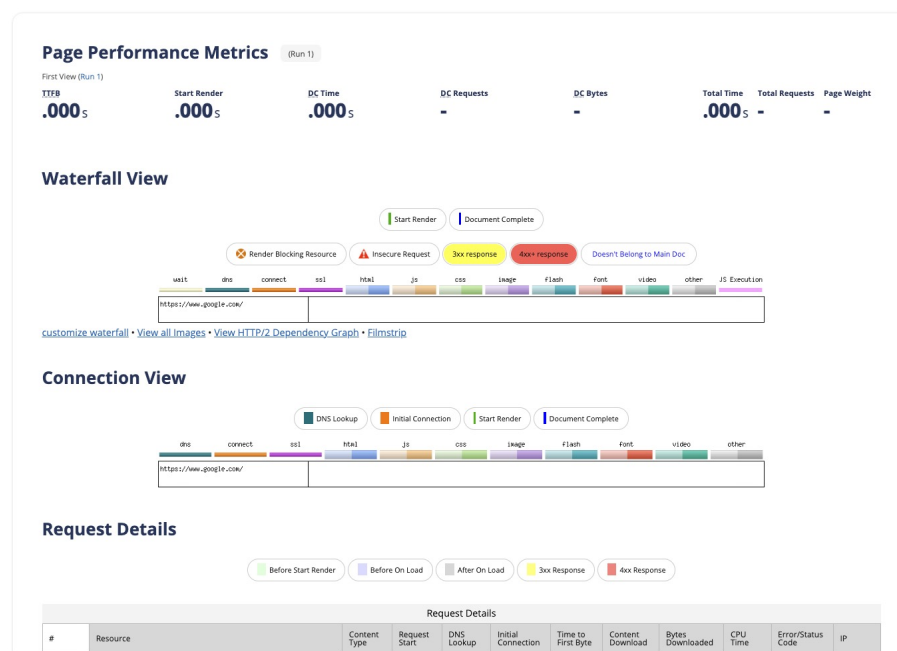 Page Performance Metrics (Run 1)
First View (Run 1)
TTFB Start Render DC Time DC Requests DC Bytes Total Time Total Requests Page Weight
.000s .000s .000s - - .000s - -
Waterfall View
Start Render Document Complete
Render Blocking Resource Insecure Request 3xx response 4xx+ response Doesn't Belong to Main Doc
wait dns connect ssl html js css image flash font video other JS Execution
https://www.google.com/
customize waterfall • View all Images • View HTTP/2 Dependency Graph • Filmstrip
Connection View
DNS Lookup Initial Connection Start Render Document Complete
dns connect ssl html js css image flash font video other
https://www.google.com/
Request Details
Before Start Render Before On Load After On Load 3xx Response 4xx Response
Request Details
# Resource Content Type Request Start DNS Lookup Initial Connection Time to First Byte Content Download Bytes Downloaded CPU Time Error/Status Code IP